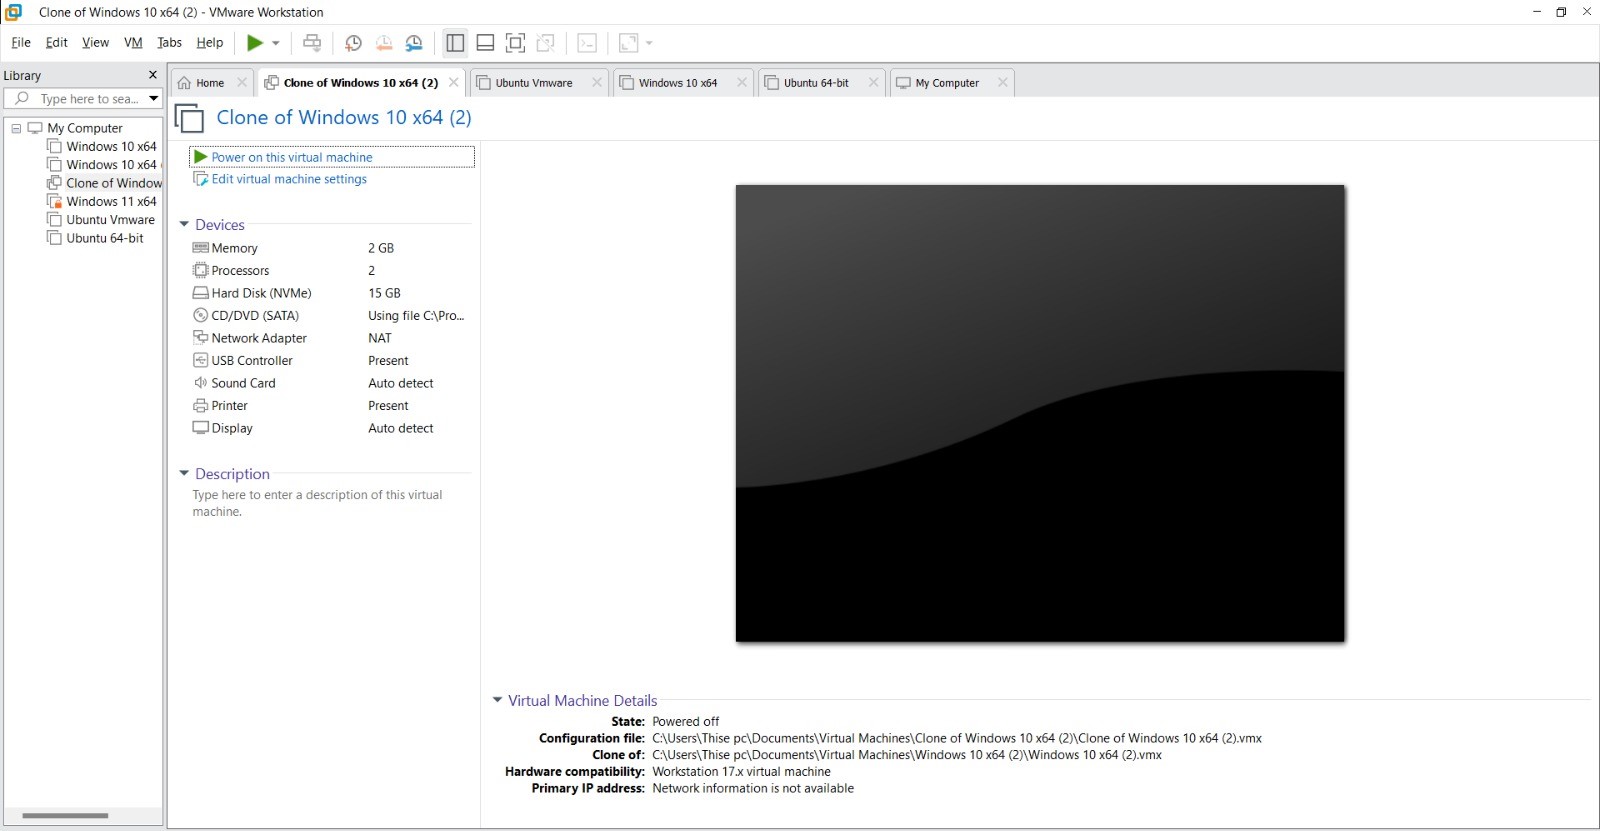 Clone of Windows 10 x64 (2) - VMware Workstation
File Edit View VM Tabs Help
Library
Type here to sea...
My Computer
Windows 10 x64
Windows 10 x64
Clone of Window
Windows 11 x64
Ubuntu Vmware
Ubuntu 64-bit
Home
Clone of Windows 10 x64 (2)
Ubuntu Vmware
Windows 10 x64
Ubuntu 64-bit
My Computer
Clone of Windows 10 x64 (2)
Power on this virtual machine
Edit virtual machine settings
Devices
Memory 2 GB
Processors 2
Hard Disk (NVMe) 15 GB
CD/DVD (SATA) Using file C:\Pro...
Network Adapter NAT
USB Controller Present
Sound Card Auto detect
Printer Present
Display Auto detect
Description
Type here to enter a description of this virtual
machine.
Virtual Machine Details
State: Powered off
Configuration file: C:\Users\Thise pc\Documents\Virtual Machines\Clone of Windows 10 x64 (2)\Clone of Windows 10 x64 (2).vmx
Clone of: C:\Users\Thise pc\Documents\Virtual Machines\Windows 10 x64 (2)\Windows 10 x64 (2).vmx
Hardware compatibility: Workstation 17.x virtual machine
Primary IP address: Network information is not available